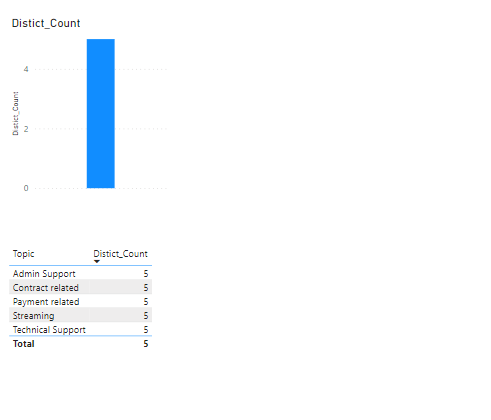 Distict_Count
4
2
0
Distict_Count
Topic Distict_Count
Admin Support 5
Contract related 5
Payment related 5
Streaming 5
Technical Support 5
Total 5